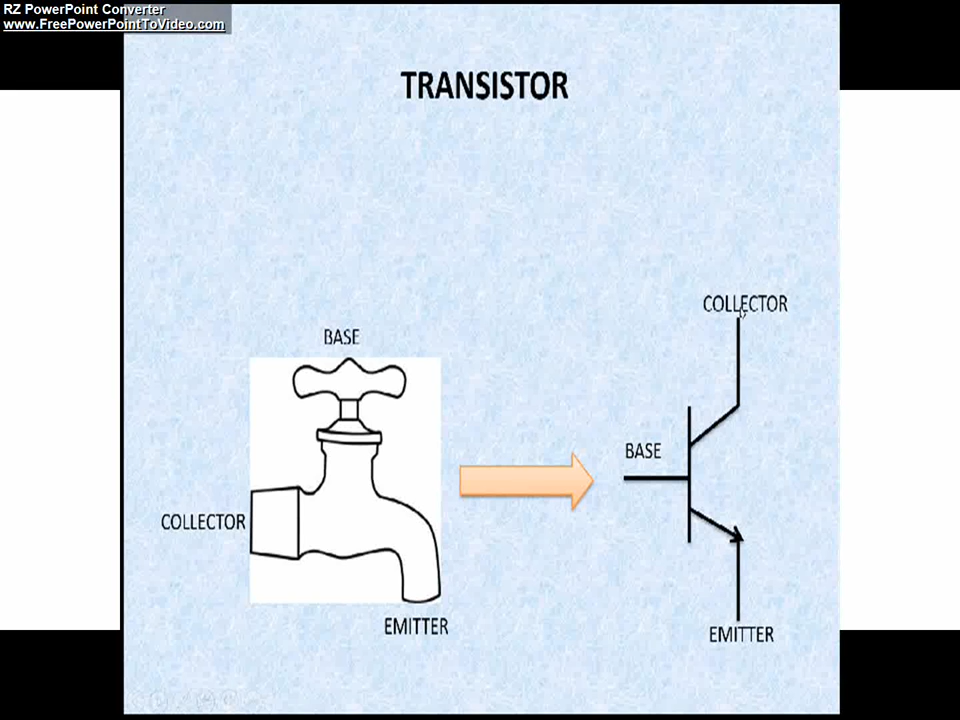 RZ PowerPoint Converter
www.FreePowerPointToVideo.com
TRANSISTOR
COLLECTOR
BASE
BASE
COLLECTOR
EMITTER
EMITTER